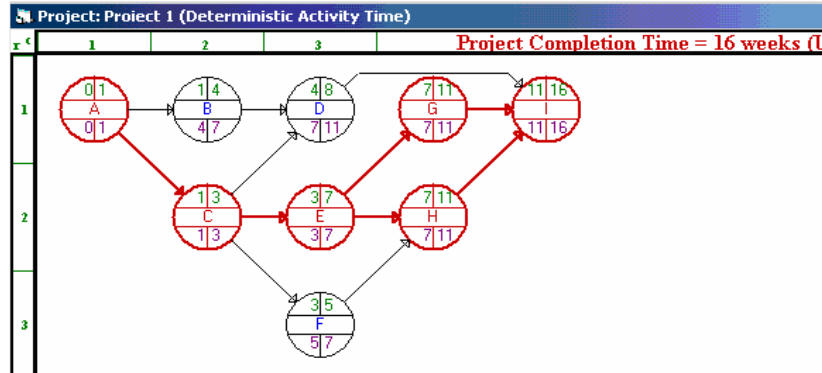 Project: Proiect 1 (Deterministic Activity Time)
r c 1 2 3 Project Completion Time = 16 weeks (U
1
0 1
A
0 1
1 4
B
4 7
4 8
D
7 11
7 11
G
7 11
11 16
I
11 16
2
1 3
C
1 3
3 7
E
3 7
7 11
H
7 11
3
3 5
F
5 7